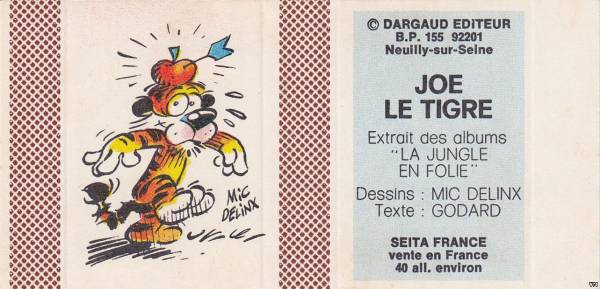 MiC
DELiNX
© DARGAUD EDITEUR
B.P. 155 92201
Neuilly-sur-Seine
JOE
LE TIGRE
Extrait des albums
"LA JUNGLE
EN FOLIE"
Dessins : MIC DELINX
Texte : GODARD
SEITA FRANCE
vente en France
40 all. environ